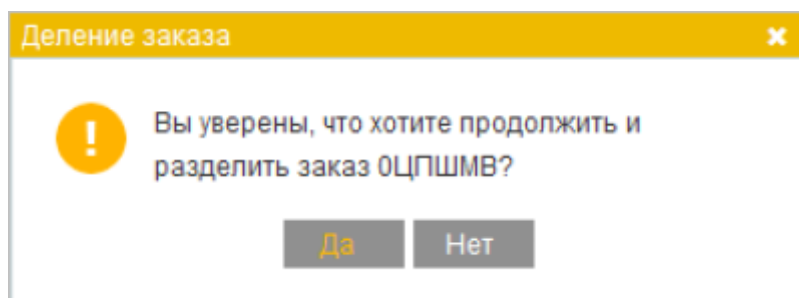 Деление заказа
Вы уверены, что хотите продолжить и
разделить заказ 0ЦПШМВ?
Да Нет